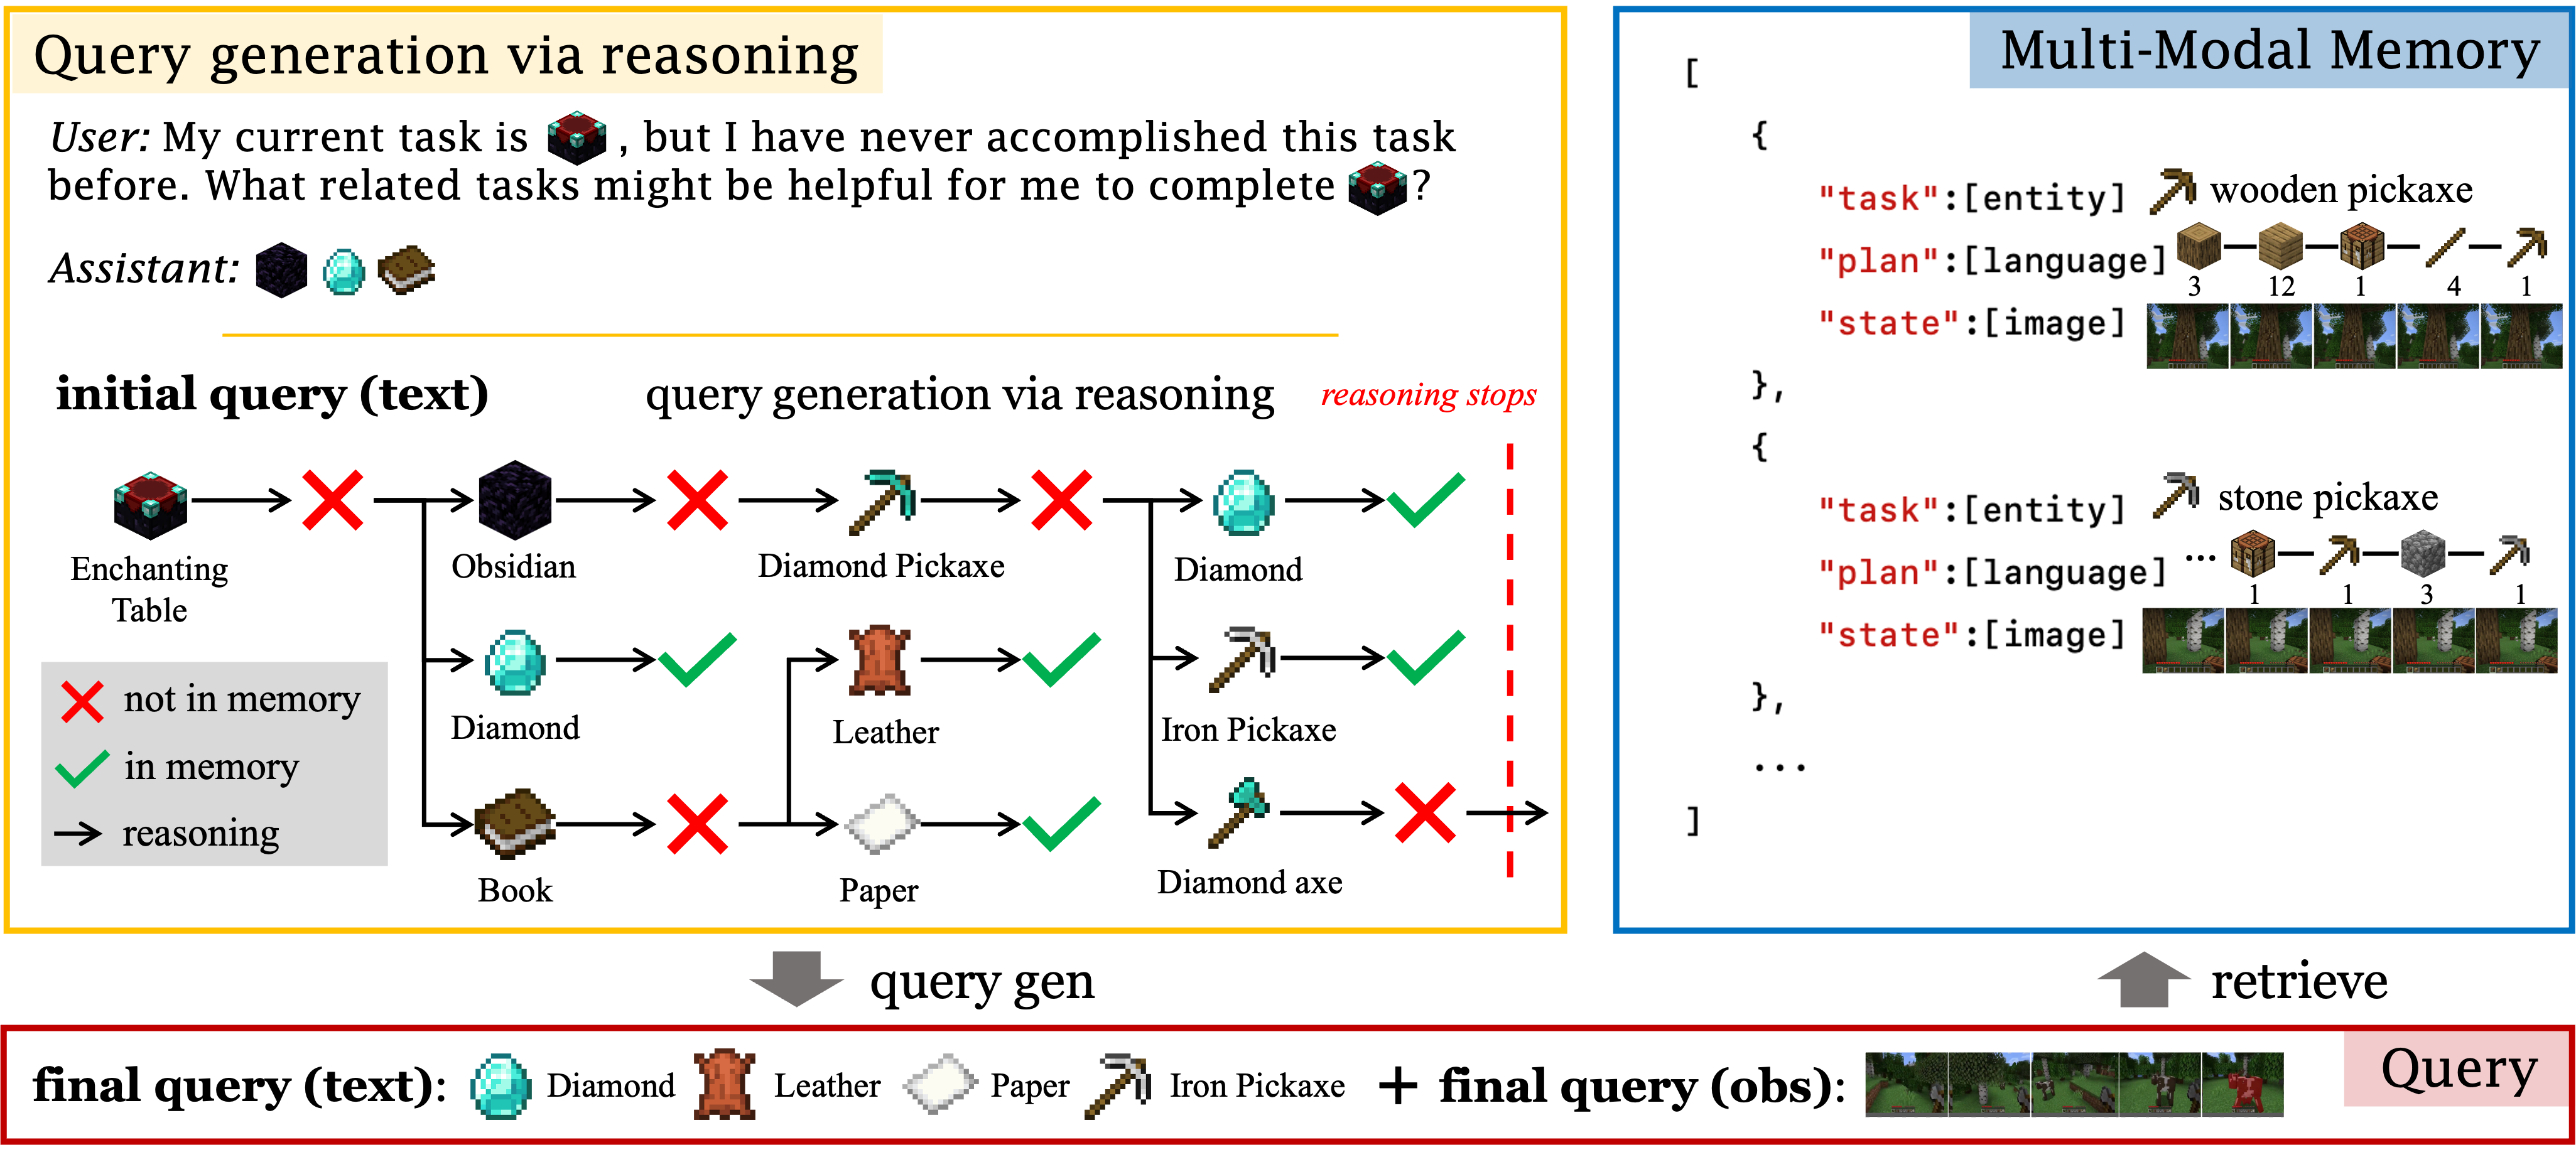 Query generation via reasoning
User: My current task is , but I have never accomplished this task
before. What related tasks might be helpful for me to complete ?
Assistant:
initial query (text)
query generation via reasoning
reasoning stops
Enchanting
Table
Obsidian
Diamond Pickaxe
Diamond
Diamond
Leather
Iron Pickaxe
Book
Paper
Diamond axe
not in memory
in memory
reasoning
Multi-Modal Memory
[
{
"task":[entity] wooden pickaxe
"plan":[language]
3 12 1 4 1
"state":[image]
},
{
"task":[entity] stone pickaxe
"plan":[language] ...
1 1 3 1
"state":[image]
},
...
]
query gen
retrieve
Query
final query (text): Diamond Leather Paper Iron Pickaxe + final query (obs):